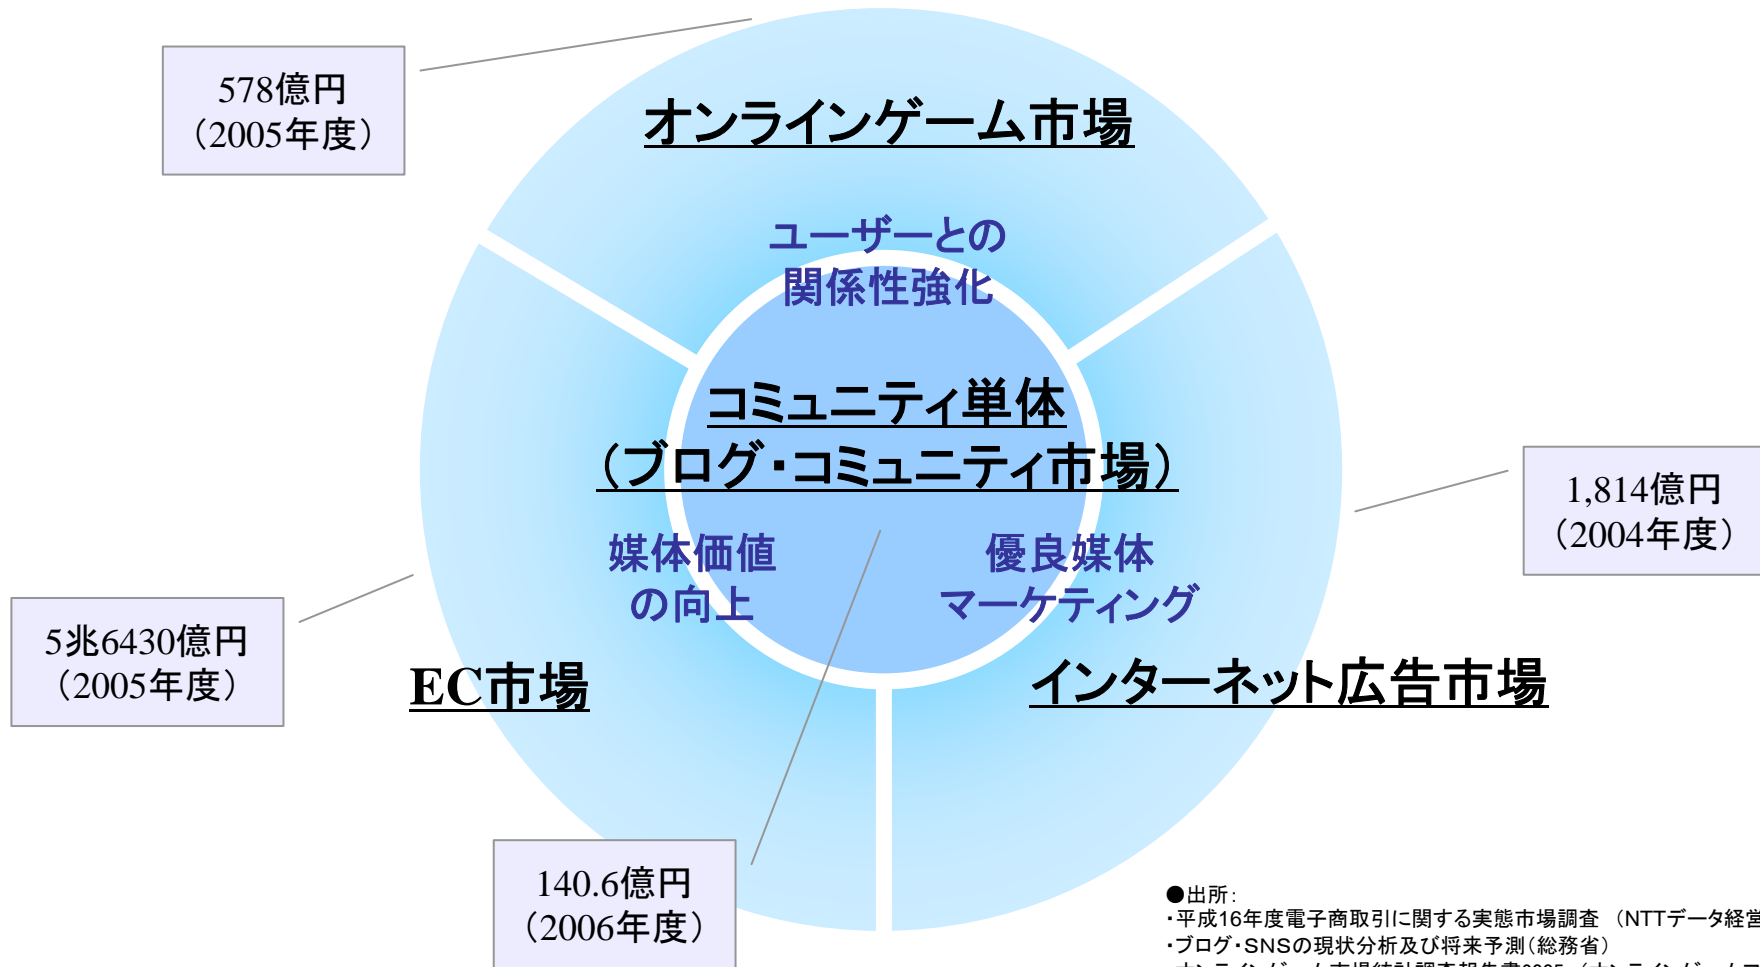 578億円
（2005年度）
オンラインゲーム市場
ユーザーとの
関係性強化
コミュニティ単体
（ブログ・コミュニティ市場）
1,814億円
（2004年度）
媒体価値
の向上
優良媒体
マーケティング
5兆6430億円
（2005年度）
EC市場
インターネット広告市場
140.6億円
（2006年度）
●出所：
・平成16年度電子商取引に関する実態市場調査 （NTTデータ経営
・ブログ・SNSの現状分析及び将来予測（総務省）